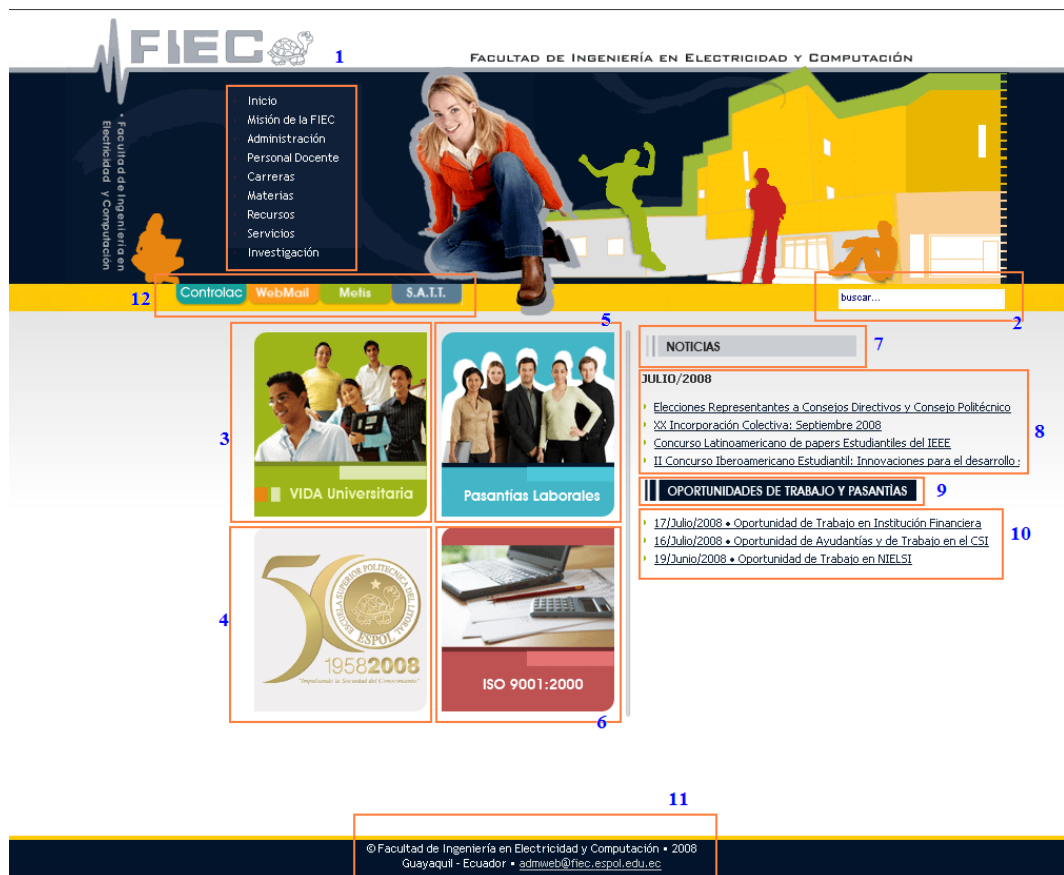 FIEC
1
FACULTAD DE INGENIERÍA EN ELECTRICIDAD Y COMPUTACIÓN
• Facultad de Ingeniería en
Electricidad y Computación
Inicio
Misión de la FIEC
Administración
Personal Docente
Carreras
Materias
Recursos
Servicios
Investigación
12
Controlac
WebMail
Metis
S.A.T.T.
buscar...
2
3
VIDA Universitaria
5
Pasantías Laborales
4
50
ESCUELA SUPERIOR POLITECNICA DEL LITORAL
ESPOL
1958 2008
"Impulsando la Sociedad del Conocimiento"
ISO 9001:2000
6
NOTICIAS
7
JULIO/2008
Elecciones Representantes a Consejos Directivos y Consejo Politécnico
XX Incorporación Colectiva: Septiembre 2008
Concurso Latinoamericano de papers Estudiantiles del IEEE
II Concurso Iberoamericano Estudiantil: Innovaciones para el desarrollo
8
OPORTUNIDADES DE TRABAJO Y PASANTÍAS
9
17/Julio/2008 • Oportunidad de Trabajo en Institución Financiera
16/Julio/2008 • Oportunidad de Ayudantías y de Trabajo en el CSI
19/Junio/2008 • Oportunidad de Trabajo en NIELSI
10
11
© Facultad de Ingeniería en Electricidad y Computación • 2008
Guayaquil - Ecuador • admweb@fiec.espol.edu.ec